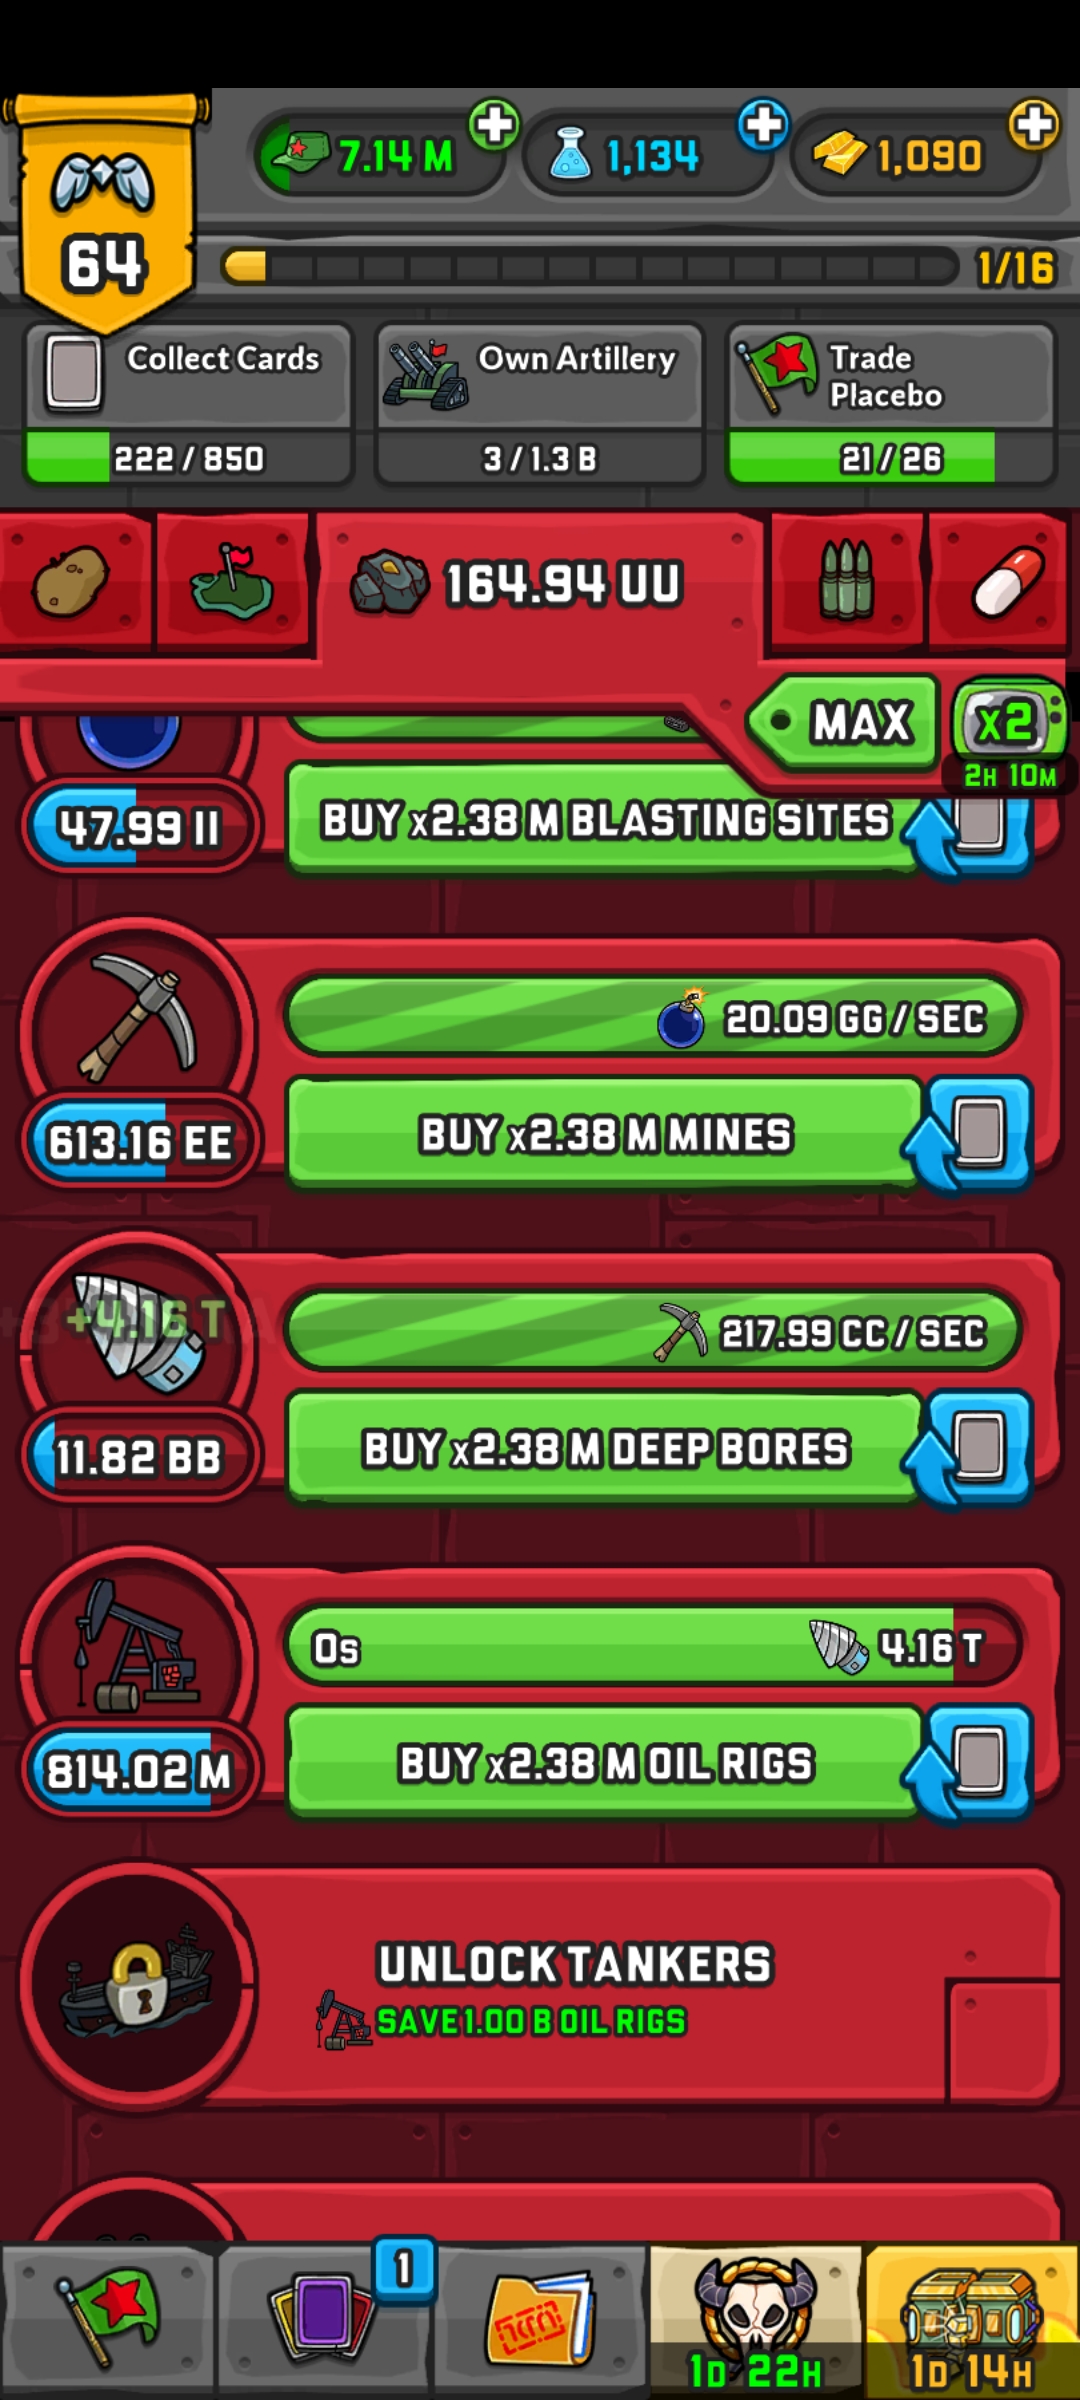 64
7.14 M
1,134
1,090
1/16
Collect Cards
222 / 850
Own Artillery
3 / 1.3 B
Trade
Placebo
21 / 26
164.94 UU
MAX
x2
2H 10M
47.99 II
BUY x2.38 M BLASTING SITES
20.09 GG / SEC
613.16 EE
BUY x2.38 M MINES
+4.16 T
217.99 CC / SEC
11.82 BB
BUY x2.38 M DEEP BORES
0s
4.16 T
814.02 M
BUY x2.38 M OIL RIGS
UNLOCK TANKERS
SAVE 1.00 B OIL RIGS
1
1D 22H
1D 14H